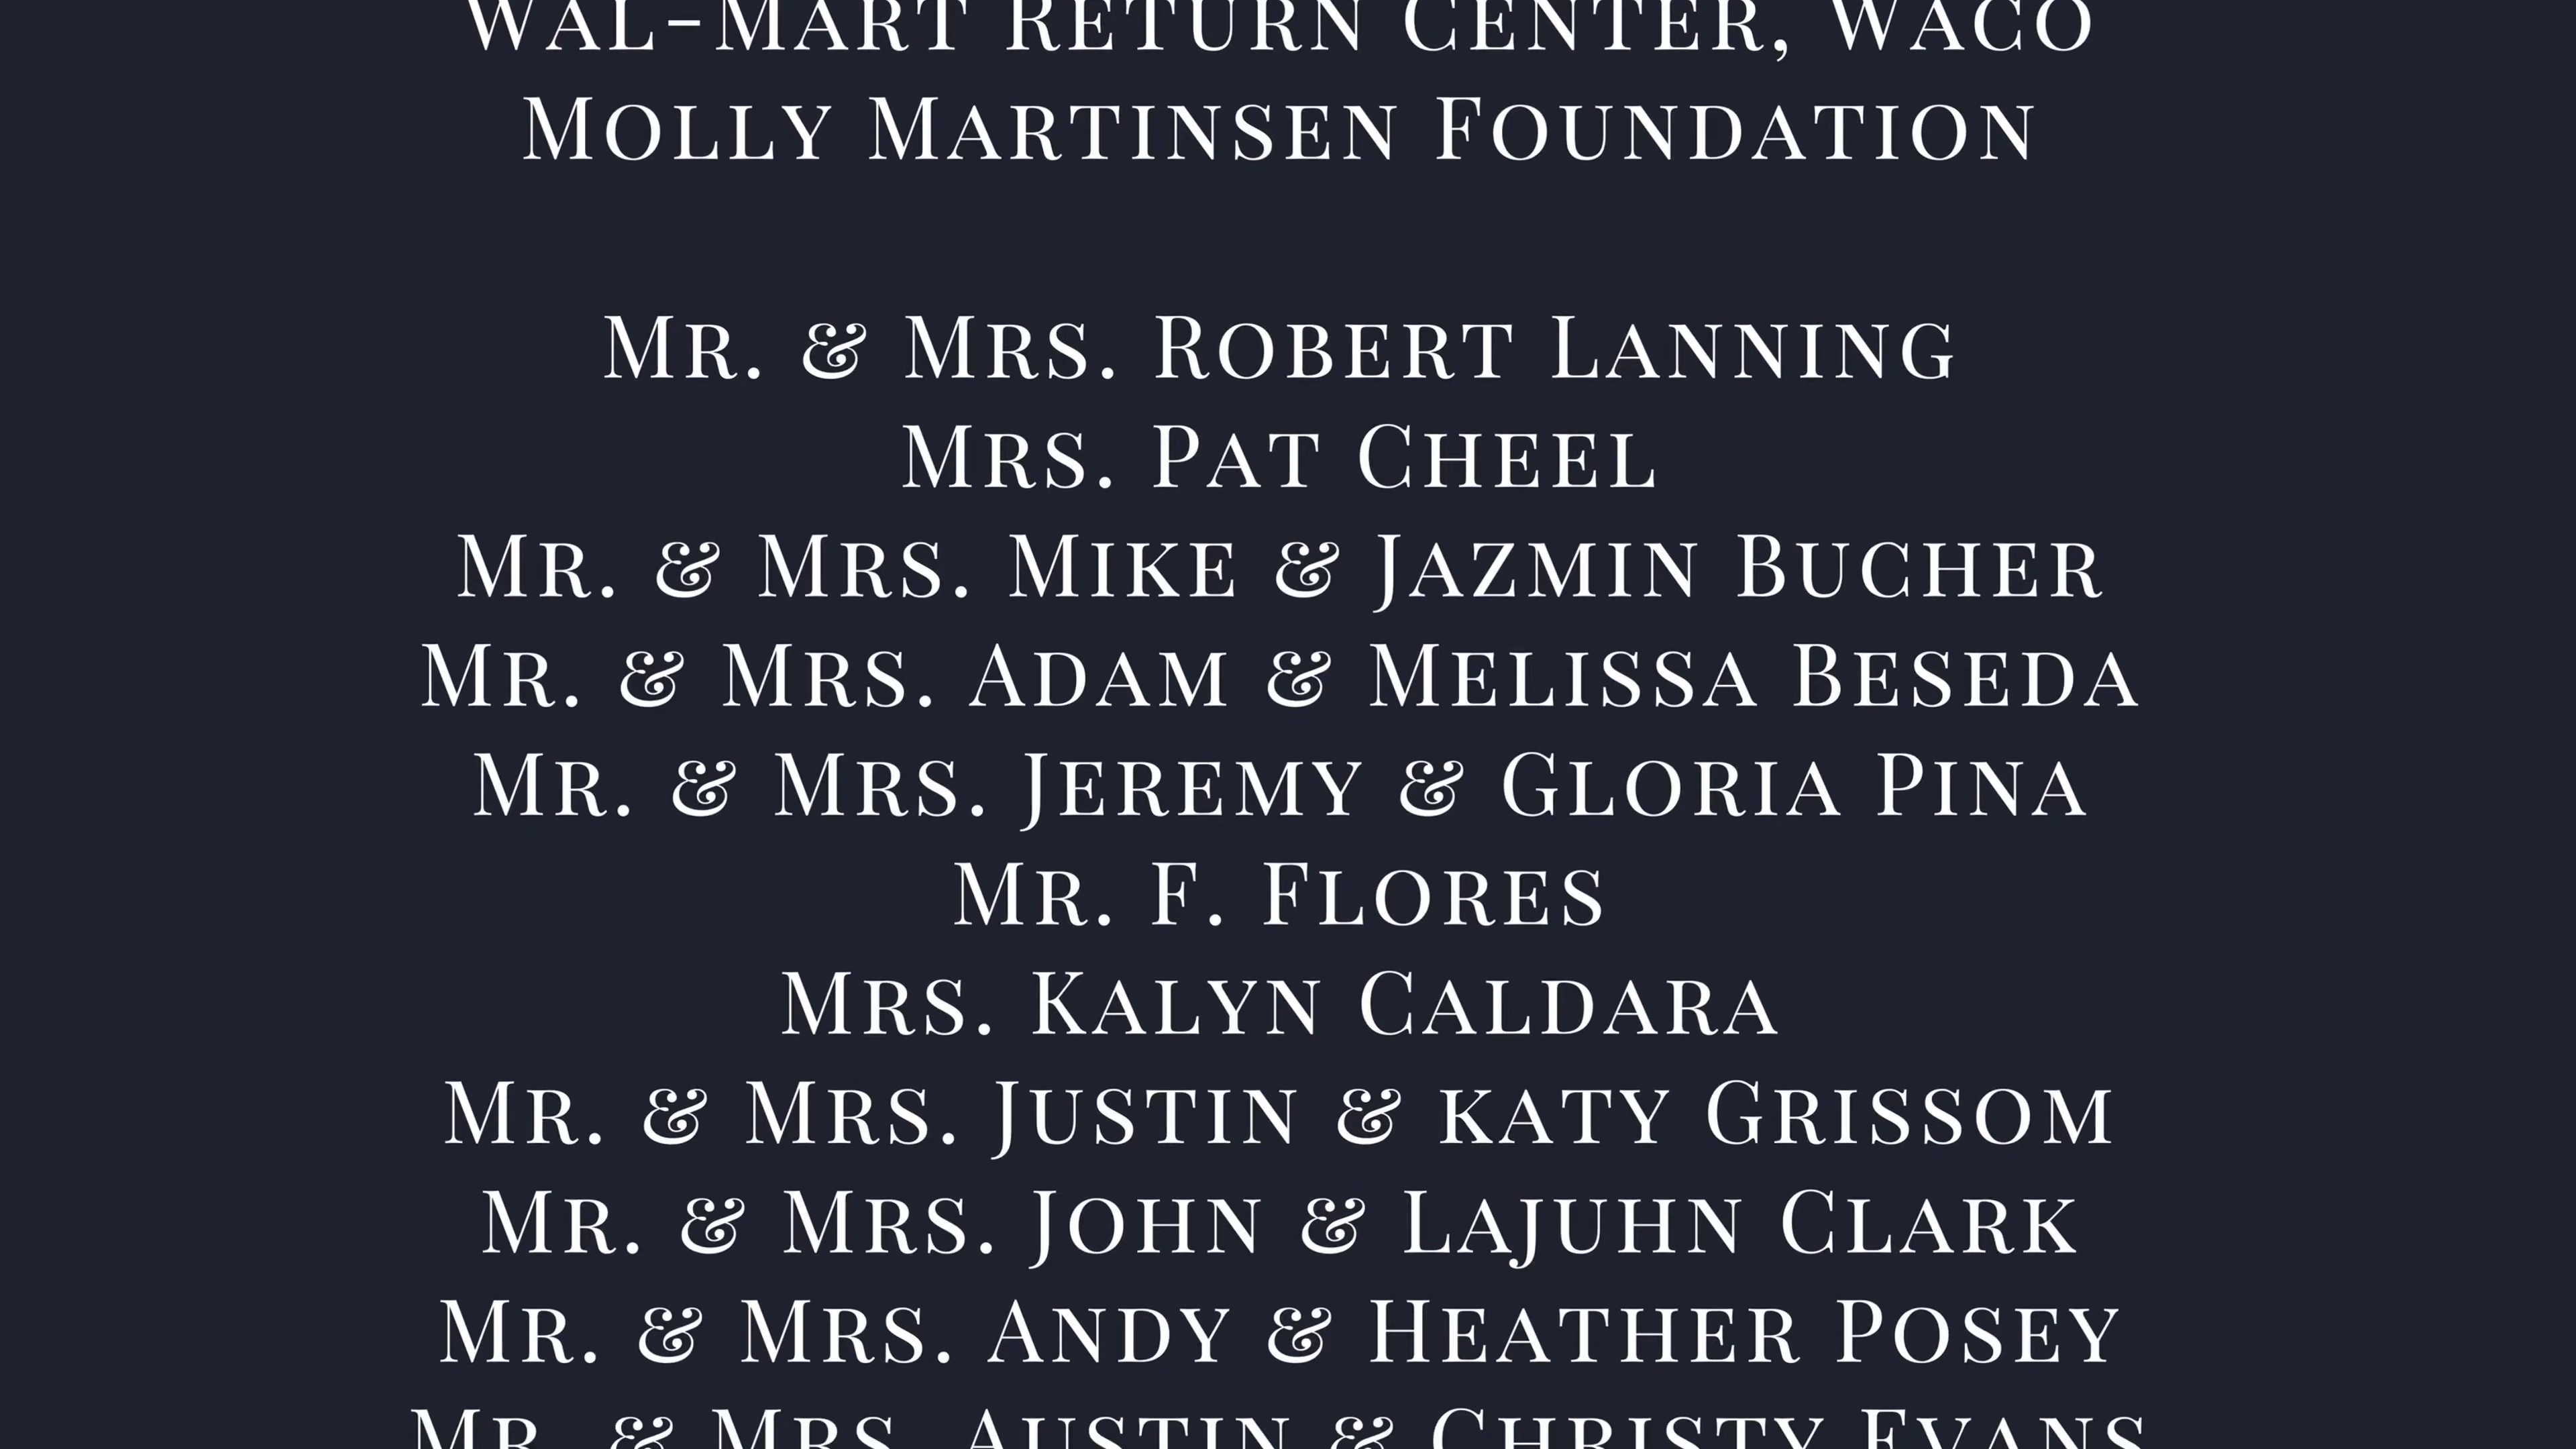 Wal-Mart Return Center, Waco
Molly Martinsen Foundation
Mr. & Mrs. Robert Lanning
Mrs. Pat Cheel
Mr. & Mrs. Mike & Jazmin Bucher
Mr. & Mrs. Adam & Melissa Beseda
Mr. & Mrs. Jeremy & Gloria Pina
Mr. F. Flores
Mrs. Kalyn Caldara
Mr. & Mrs. Justin & katy Grissom
Mr. & Mrs. John & Lajuhn Clark
Mr. & Mrs. Andy & Heather Posey
Mr. & Mrs. Austin & Christy Evans